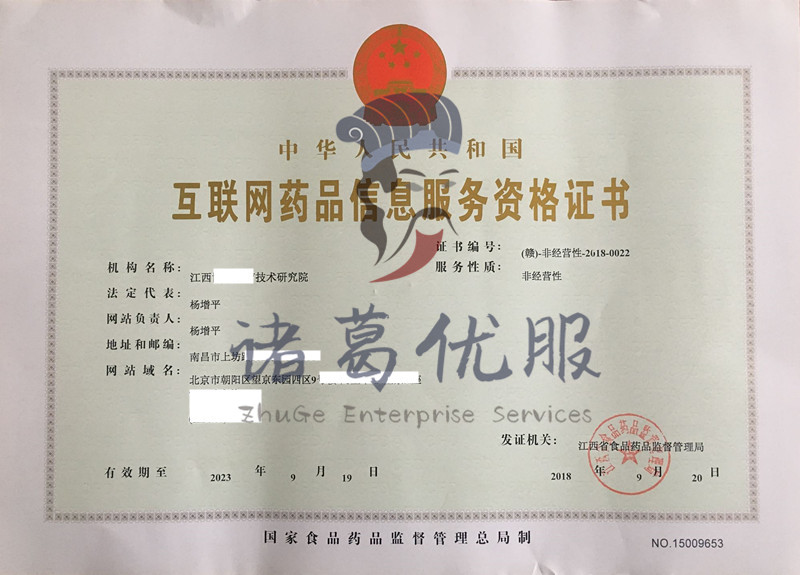 中华人民共和国
互联网药品信息服务资格证书
证书编号: (赣)-非经营性-2018-0022
服务性质: 非经营性
机构名称: 江西 技术研究院
法定代表: 杨增平
网站负责人: 杨增平
地址和邮编: 南昌市上坊
网站域名: 北京市朝阳区望京东园四区9
诸葛优服
ZhuGe Enterprise Services
发证机关: 江西省食品药品监督管理局
有效期至 2023 年 9 月 19 日
2018 年 9 月 20 日
国家食品药品监督管理总局制
NO.15009653